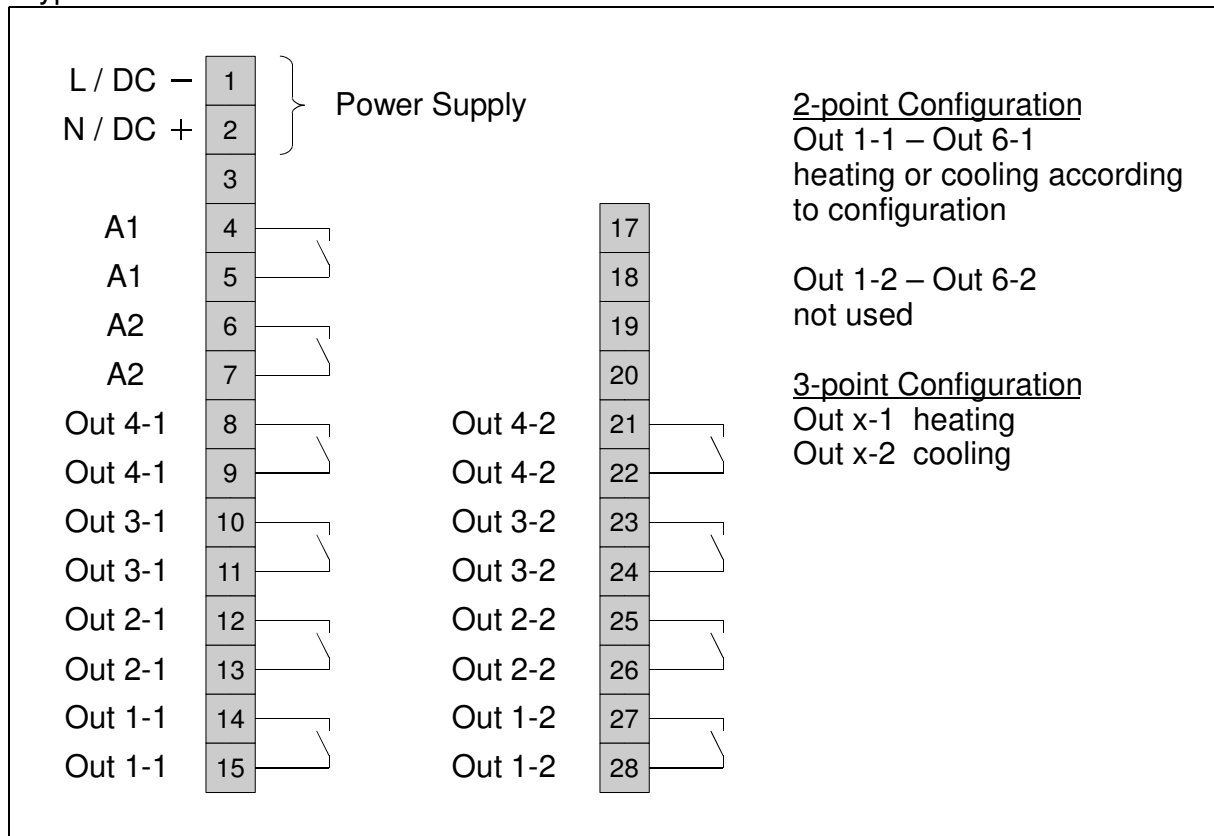 L / DC – 1
N / DC + 2
Power Supply
3
A1 4
A1 5
A2 6
A2 7
Out 4-1 8
Out 4-1 9
Out 3-1 10
Out 3-1 11
Out 2-1 12
Out 2-1 13
Out 1-1 14
Out 1-1 15
17
18
19
20
Out 4-2 21
Out 4-2 22
Out 3-2 23
Out 3-2 24
Out 2-2 25
Out 2-2 26
Out 1-2 27
Out 1-2 28
2-point Configuration
Out 1-1 – Out 6-1
heating or cooling according
to configuration
Out 1-2 – Out 6-2
not used
3-point Configuration
Out x-1 heating
Out x-2 cooling